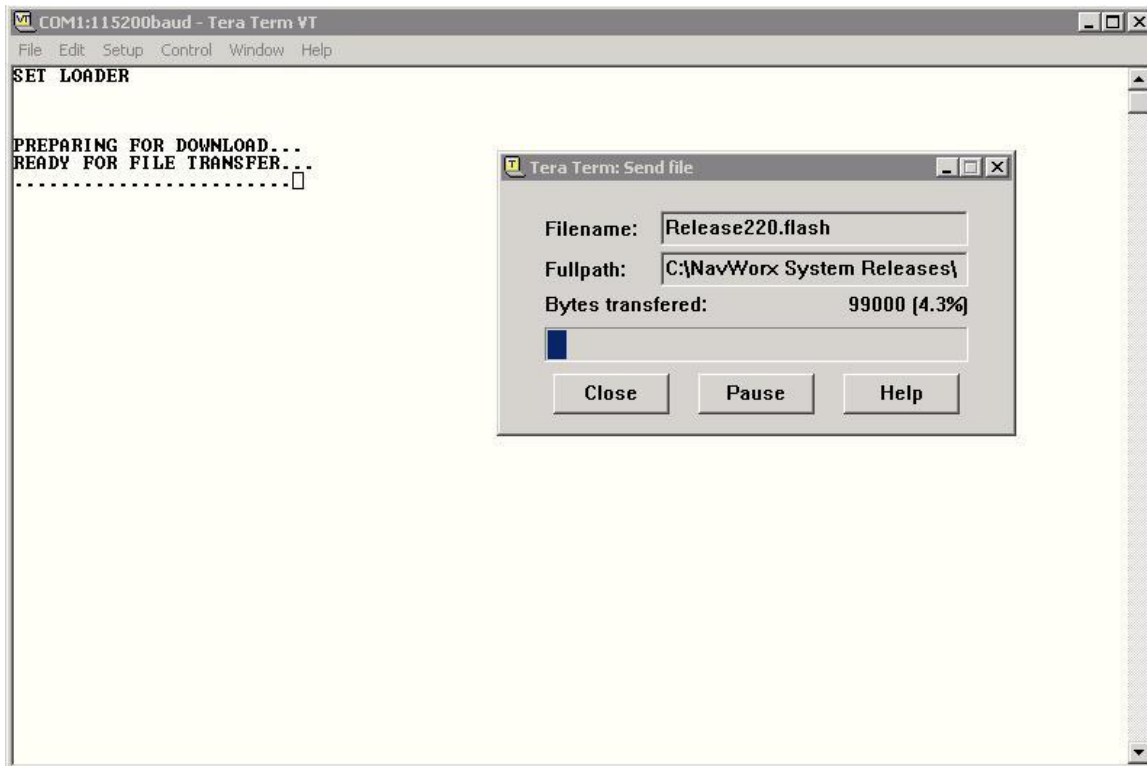 COM1:115200baud - Tera Term VT
File Edit Setup Control Window Help
SET LOADER
PREPARING FOR DOWNLOAD...
READY FOR FILE TRANSFER...
........................
Tera Term: Send file
Filename: Release220.flash
Fullpath: C:\NavWorx System Releases\
Bytes transfered: 99000 (4.3%)
Close Pause Help